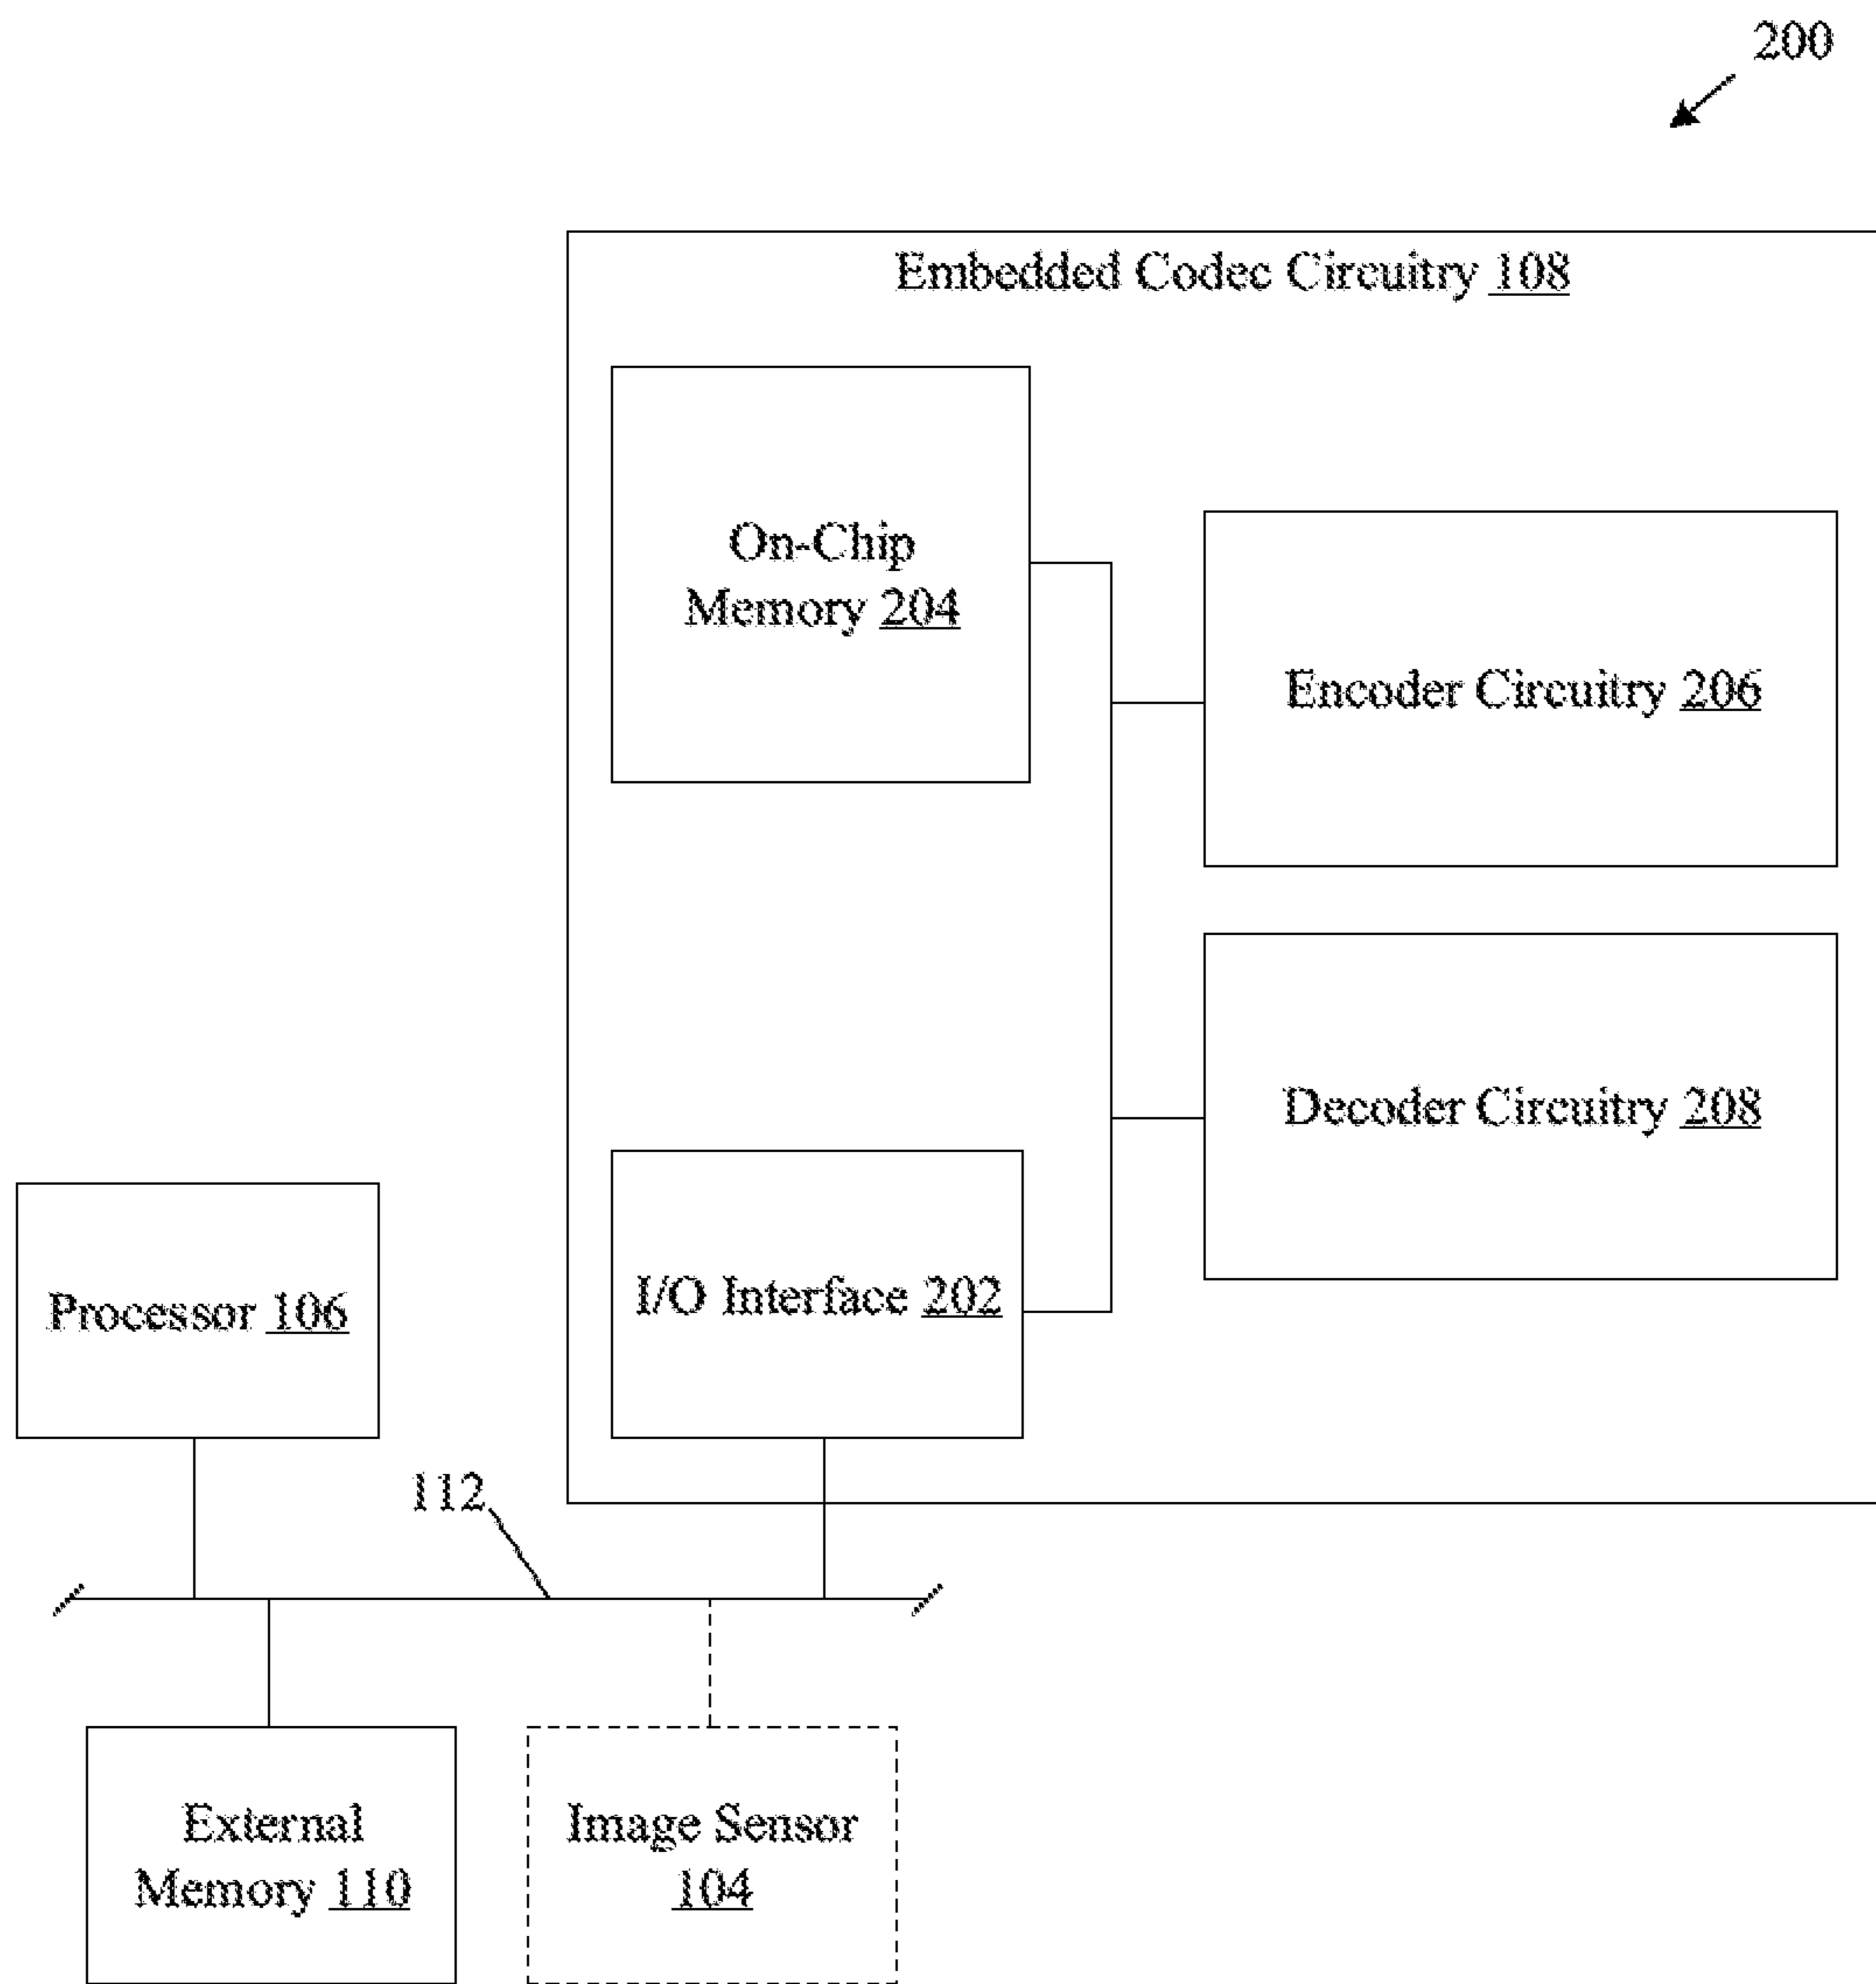 200
Embedded Codec Circuitry 108
On-Chip
Memory 204
Encoder Circuitry 206
Decoder Circuitry 208
I/O Interface 202
Processor 106
112
External
Memory 110
Image Sensor
104